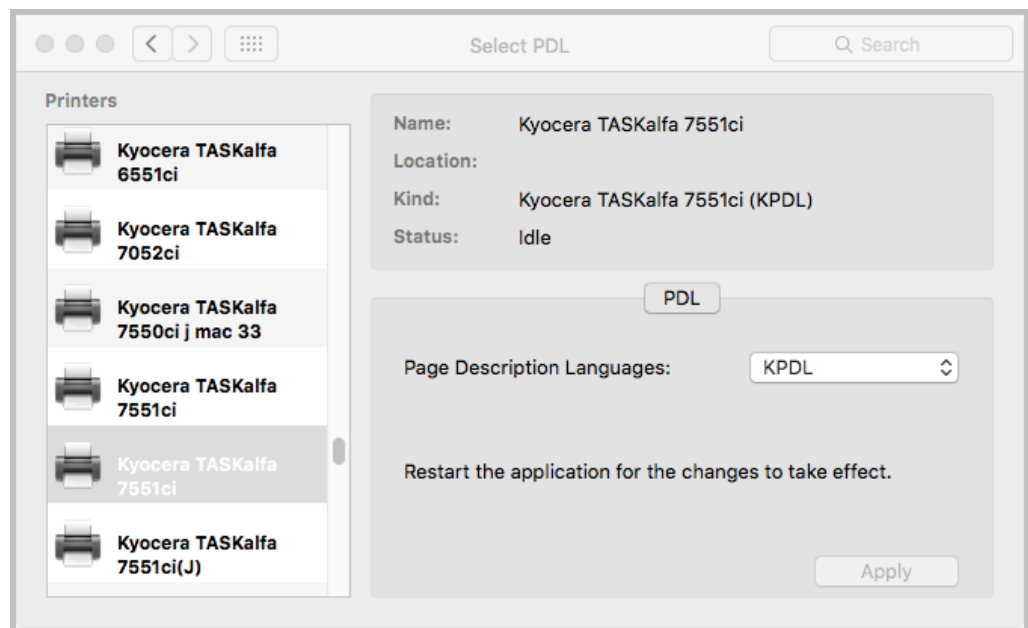 Select PDL
Search
Printers
Kyocera TASKalfa
6551ci
Kyocera TASKalfa
7052ci
Kyocera TASKalfa
7550ci j mac 33
Kyocera TASKalfa
7551ci
Kyocera TASKalfa
7551ci
Kyocera TASKalfa
7551ci(J)
Name: Kyocera TASKalfa 7551ci
Location:
Kind: Kyocera TASKalfa 7551ci (KPDL)
Status: Idle
PDL
Page Description Languages: KPDL
Restart the application for the changes to take effect.
Apply